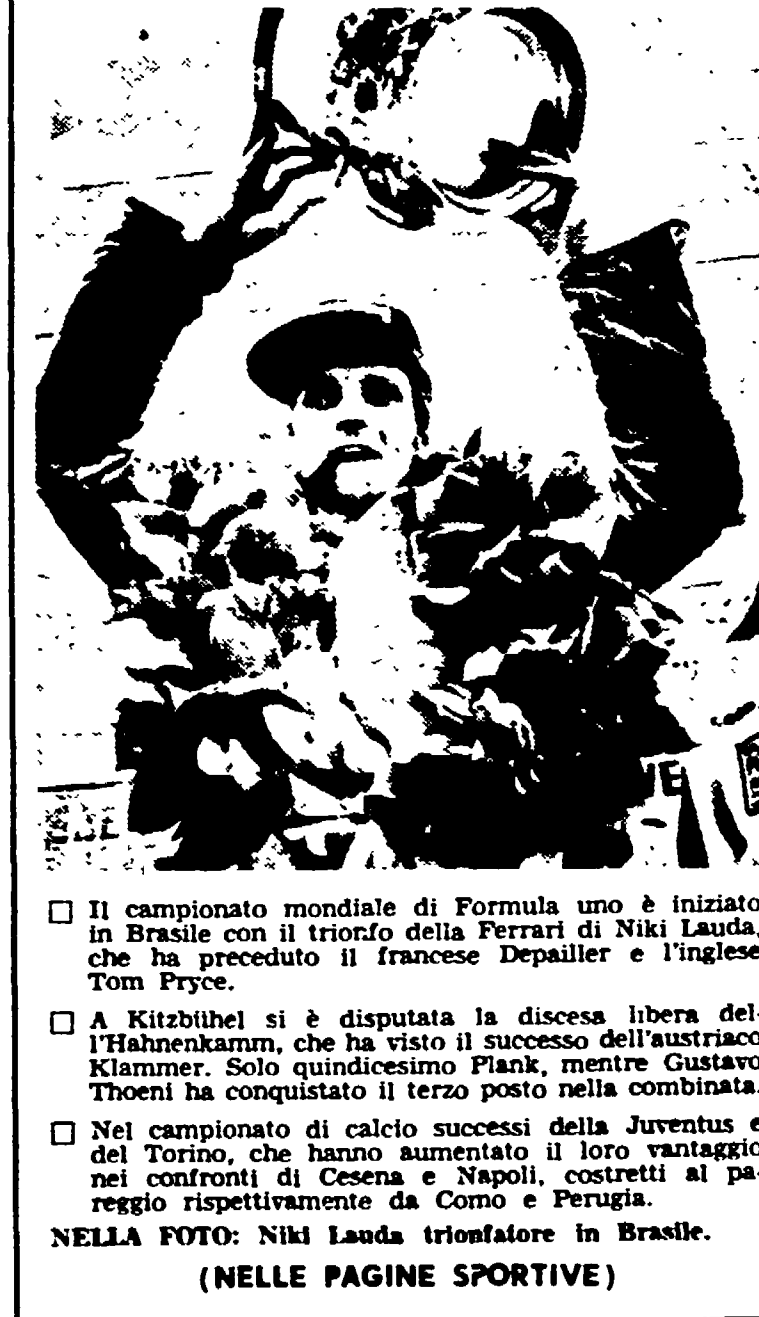 □ Il campionato mondiale di Formula uno è iniziato
in Brasile con il trionfo della Ferrari di Niki Lauda,
che ha preceduto il francese Depailler e l'inglese
Tom Pryce.
□ A Kitzbühel si è disputata la discesa libera del-
l'Hahnenkamm, che ha visto il successo dell'austriaco
Klammer. Solo quindicesimo Plank, mentre Gustavo
Thoeni ha conquistato il terzo posto nella combinata.
□ Nel campionato di calcio successi della Juventus e
del Torino, che hanno aumentato il loro vantaggio
nei confronti di Cesena e Napoli, costretti al pa-
reggio rispettivamente da Como e Perugia.
NELLA FOTO: Niki Lauda trionfatore in Brasile.
(NELLE PAGINE SPORTIVE)